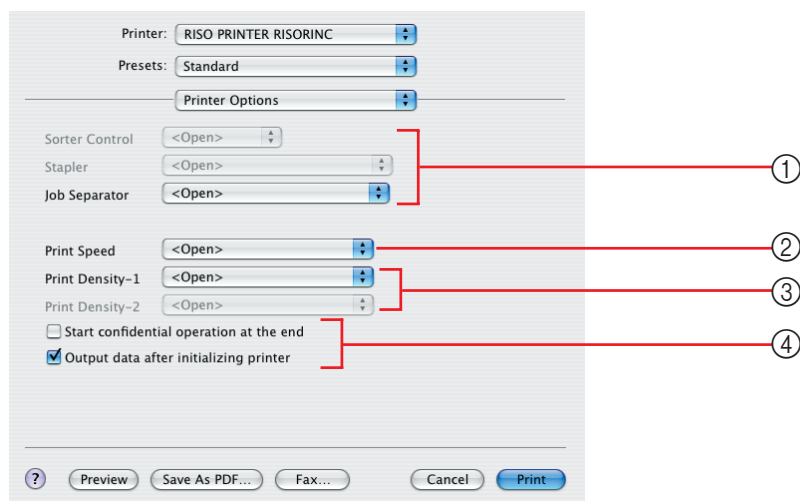 Printer: RISO PRINTER RISORINC
Presets: Standard
Printer Options
Sorter Control <Open>
Stapler <Open>
Job Separator <Open>
①
Print Speed <Open>
②
Print Density-1 <Open>
③
Print Density-2 <Open>
Start confidential operation at the end
④
Output data after initializing printer
? Preview Save As PDF... Fax... Cancel Print